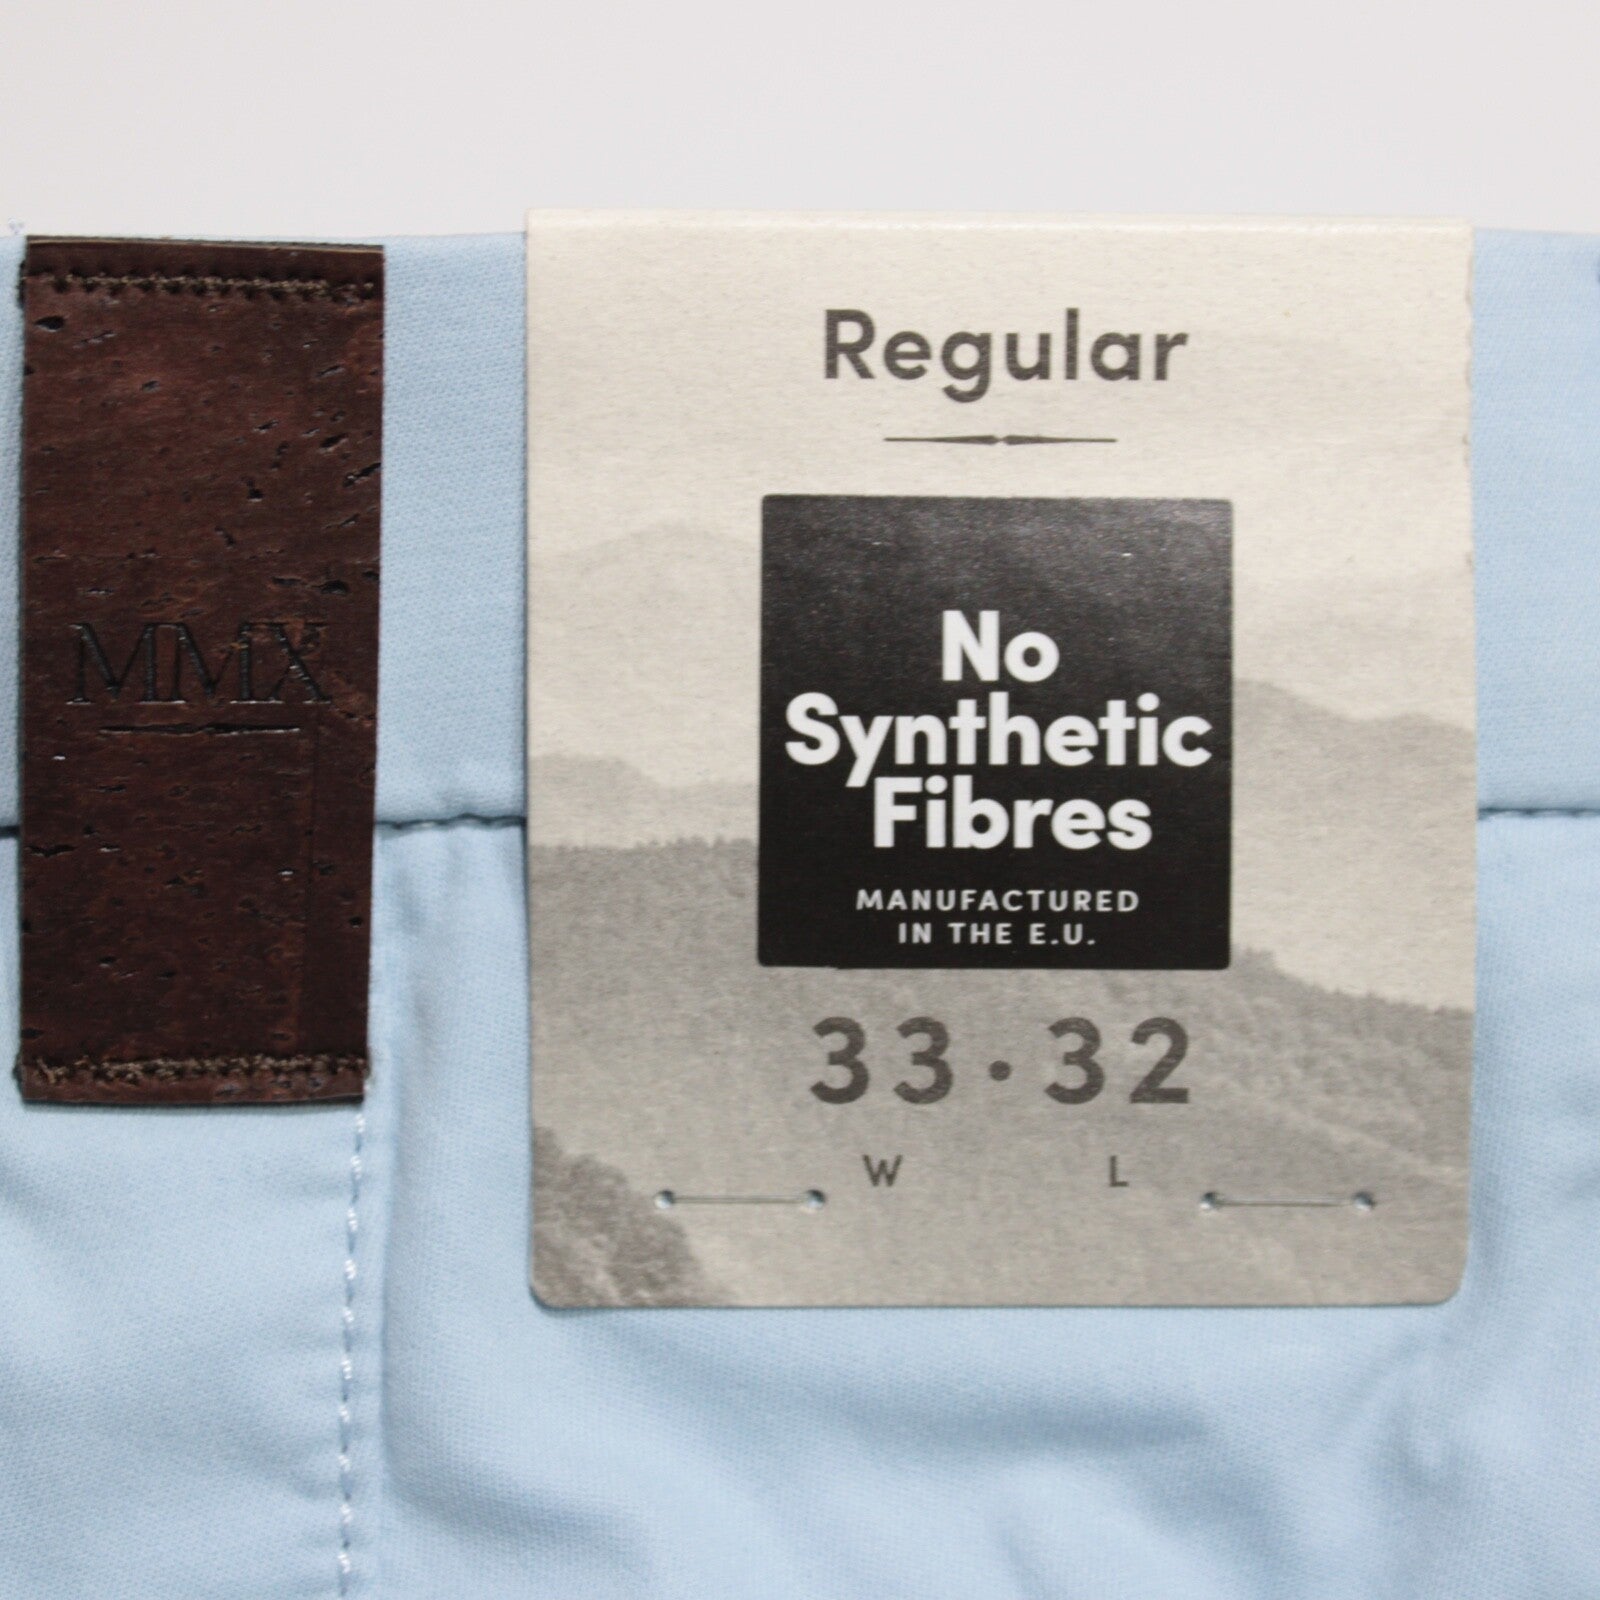 MMX
Regular
No
Synthetic
Fibres
MANUFACTURED
IN THE E.U.
33 · 32
W L